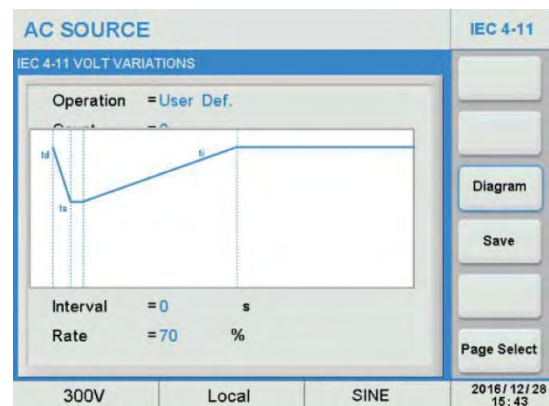 AC SOURCE
IEC 4-11
IEC 4-11 VOLT VARIATIONS
Operation =User Def.
td
ti
ts
Diagram
Save
Interval =0 s
Rate =70 %
Page Select
300V
Local
SINE
2016/12/28
15:43